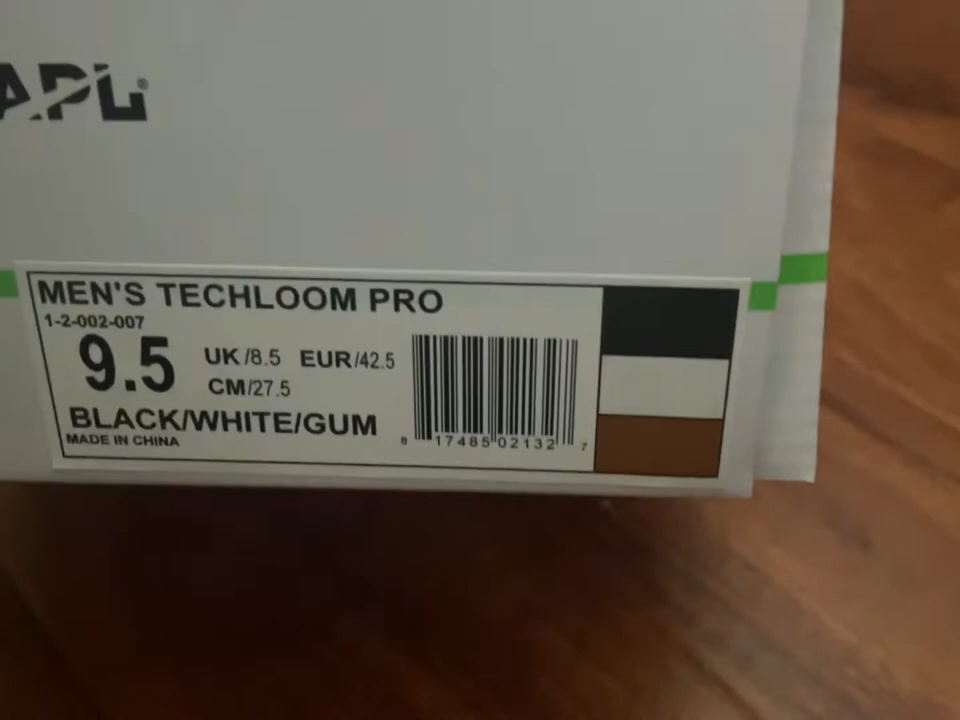 APL®
MEN'S TECHLOOM PRO
1-2-002-007
9.5 UK/8.5 EUR/42.5
CM/27.5
BLACK/WHITE/GUM
MADE IN CHINA
8 17485 02132 7